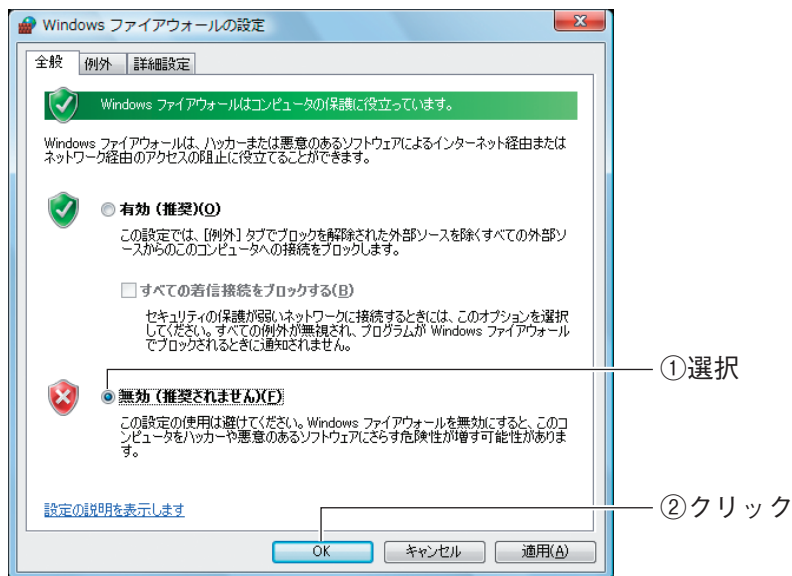 Windows ファイアウォールの設定
全般 例外 詳細設定
Windows ファイアウォールはコンピュータの保護に役立っています。
Windows ファイアウォールは、ハッカーまたは悪意のあるソフトウェアによるインターネット経由または
ネットワーク経由のアクセスの阻止に役立てることができます。
有効 (推奨)(O)
この設定では、[例外] タブでブロックを解除された外部ソースを除くすべての外部ソ
ースからのこのコンピュータへの接続をブロックします。
すべての着信接続をブロックする(B)
セキュリティの保護が弱いネットワークに接続するときには、このオプションを選択
してください。すべての例外が無視され、プログラムが Windows ファイアウォール
でブロックされるときに通知されません。
①選択
無効 (推奨されません)(F)
この設定の使用は避けてください。Windows ファイアウォールを無効にすると、このコ
ンピュータをハッカーや悪意のあるソフトウェアにさらす危険性が増す可能性がありま
す。
設定の説明を表示します
②クリック
OK キャンセル 適用(A)